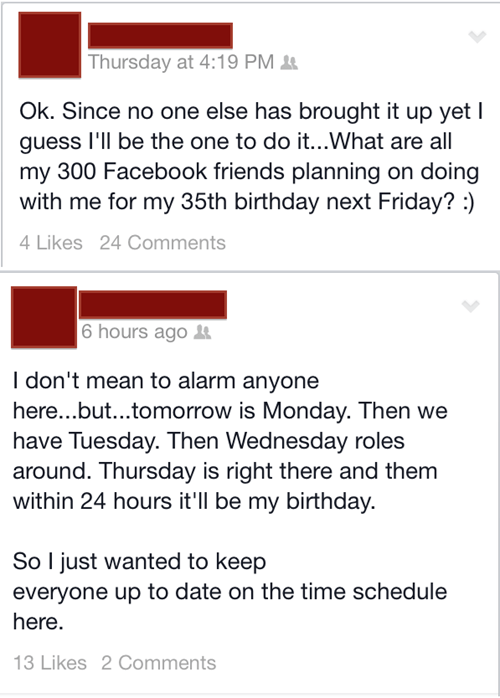 Thursday at 4:19 PM
Ok. Since no one else has brought it up yet I
guess I'll be the one to do it...What are all
my 300 Facebook friends planning on doing
with me for my 35th birthday next Friday? :)
4 Likes 24 Comments
6 hours ago
I don't mean to alarm anyone
here...but...tomorrow is Monday. Then we
have Tuesday. Then Wednesday roles
around. Thursday is right there and them
within 24 hours it'll be my birthday.
So I just wanted to keep
everyone up to date on the time schedule
here.
13 Likes 2 Comments